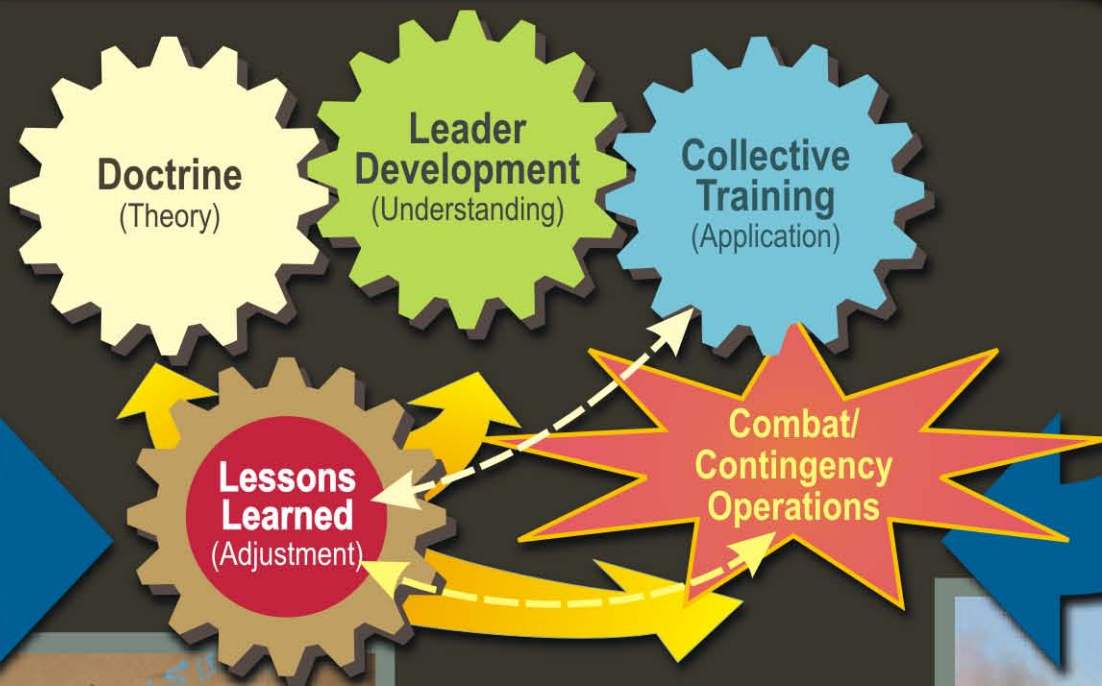 Doctrine
(Theory)
Leader
Development
(Understanding)
Collective
Training
(Application)
Lessons
Learned
(Adjustment)
Combat/
Contingency
Operations